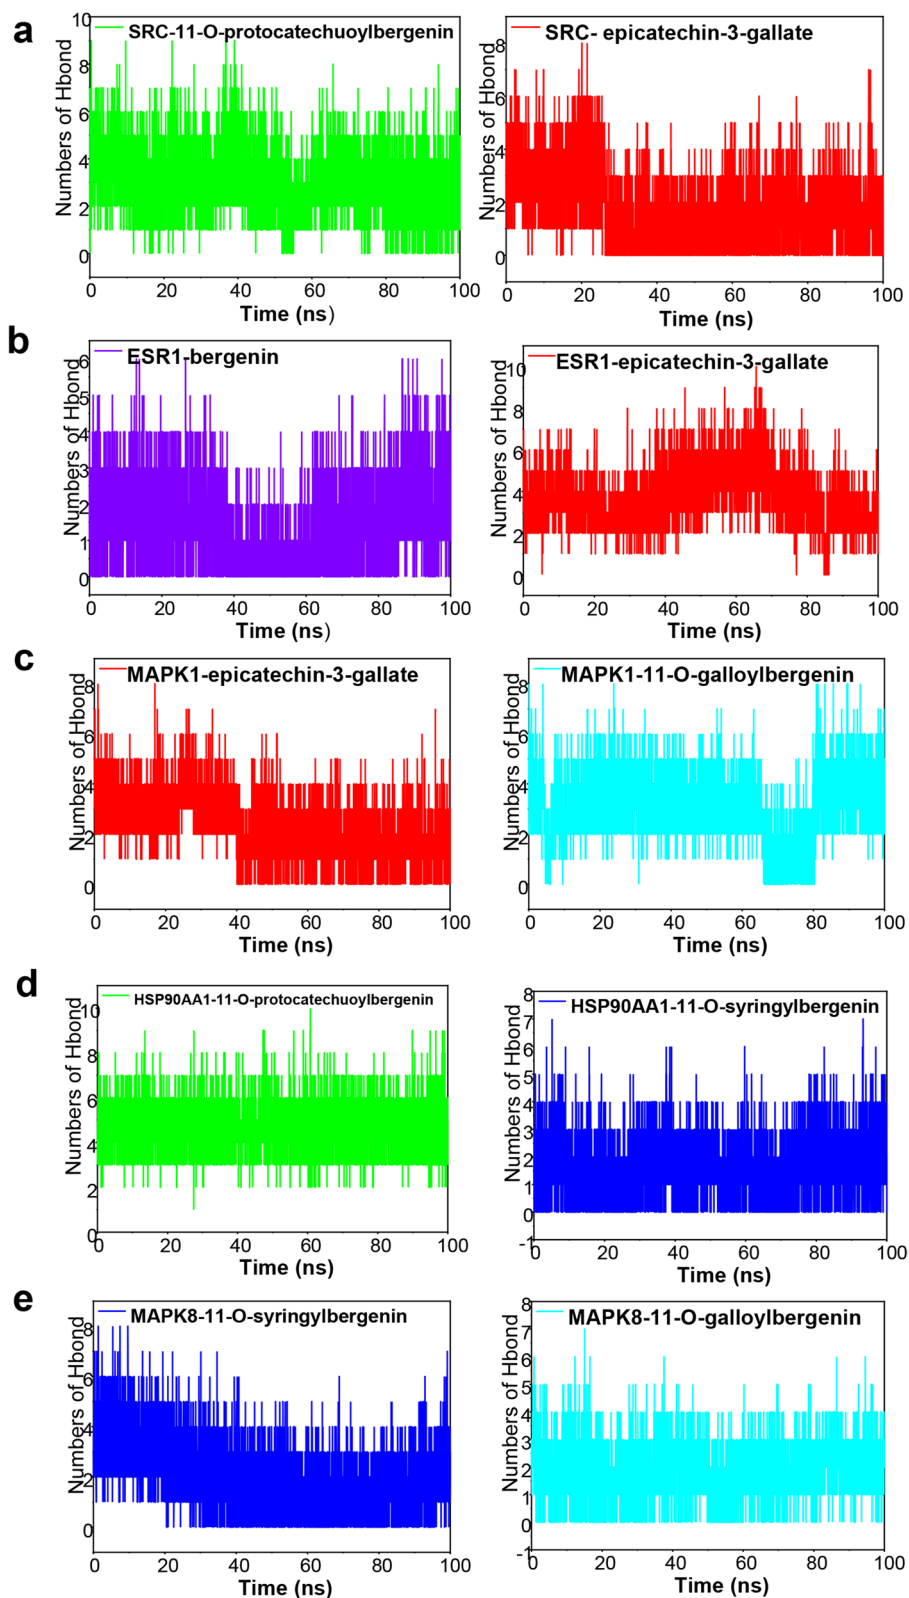 a
SRC-11-O-protocatechuoylbergenin
Numbers of Hbond
10
8
6
4
2
0
0 20 40 60 80 100
Time (ns)
SRC- epicatechin-3-gallate
Numbers of Hbond
8
6
4
2
0
0 20 40 60 80 100
Time (ns)
b
ESR1-bergenin
Numbers of Hbond
6
5
4
3
2
1
0
0 20 40 60 80 100
Time (ns)
ESR1-epicatechin-3-gallate
Numbers of Hbond
10
8
6
4
2
0
0 20 40 60 80 100
Time (ns)
c
MAPK1-epicatechin-3-gallate
Numbers of Hbond
8
6
4
2
0
0 20 40 60 80 100
Time (ns)
MAPK1-11-O-galloylbergenin
Numbers of Hbond
8
6
4
2
0
0 20 40 60 80 100
Time (ns)
d
HSP90AA1-11-O-protocatechuoylbergenin
Numbers of Hbond
10
8
6
4
2
0
0 20 40 60 80 100
Time (ns)
HSP90AA1-11-O-syringylbergenin
Numbers of Hbond
8
7
6
5
4
3
2
1
0
-1
0 20 40 60 80 100
Time (ns)
e
MAPK8-11-O-syringylbergenin
Numbers of Hbond
8
6
4
2
0
0 20 40 60 80 100
Time (ns)
MAPK8-11-O-galloylbergenin
Numbers of Hbond
8
7
6
5
4
3
2
1
0
-1
0 20 40 60 80 100
Time (ns)